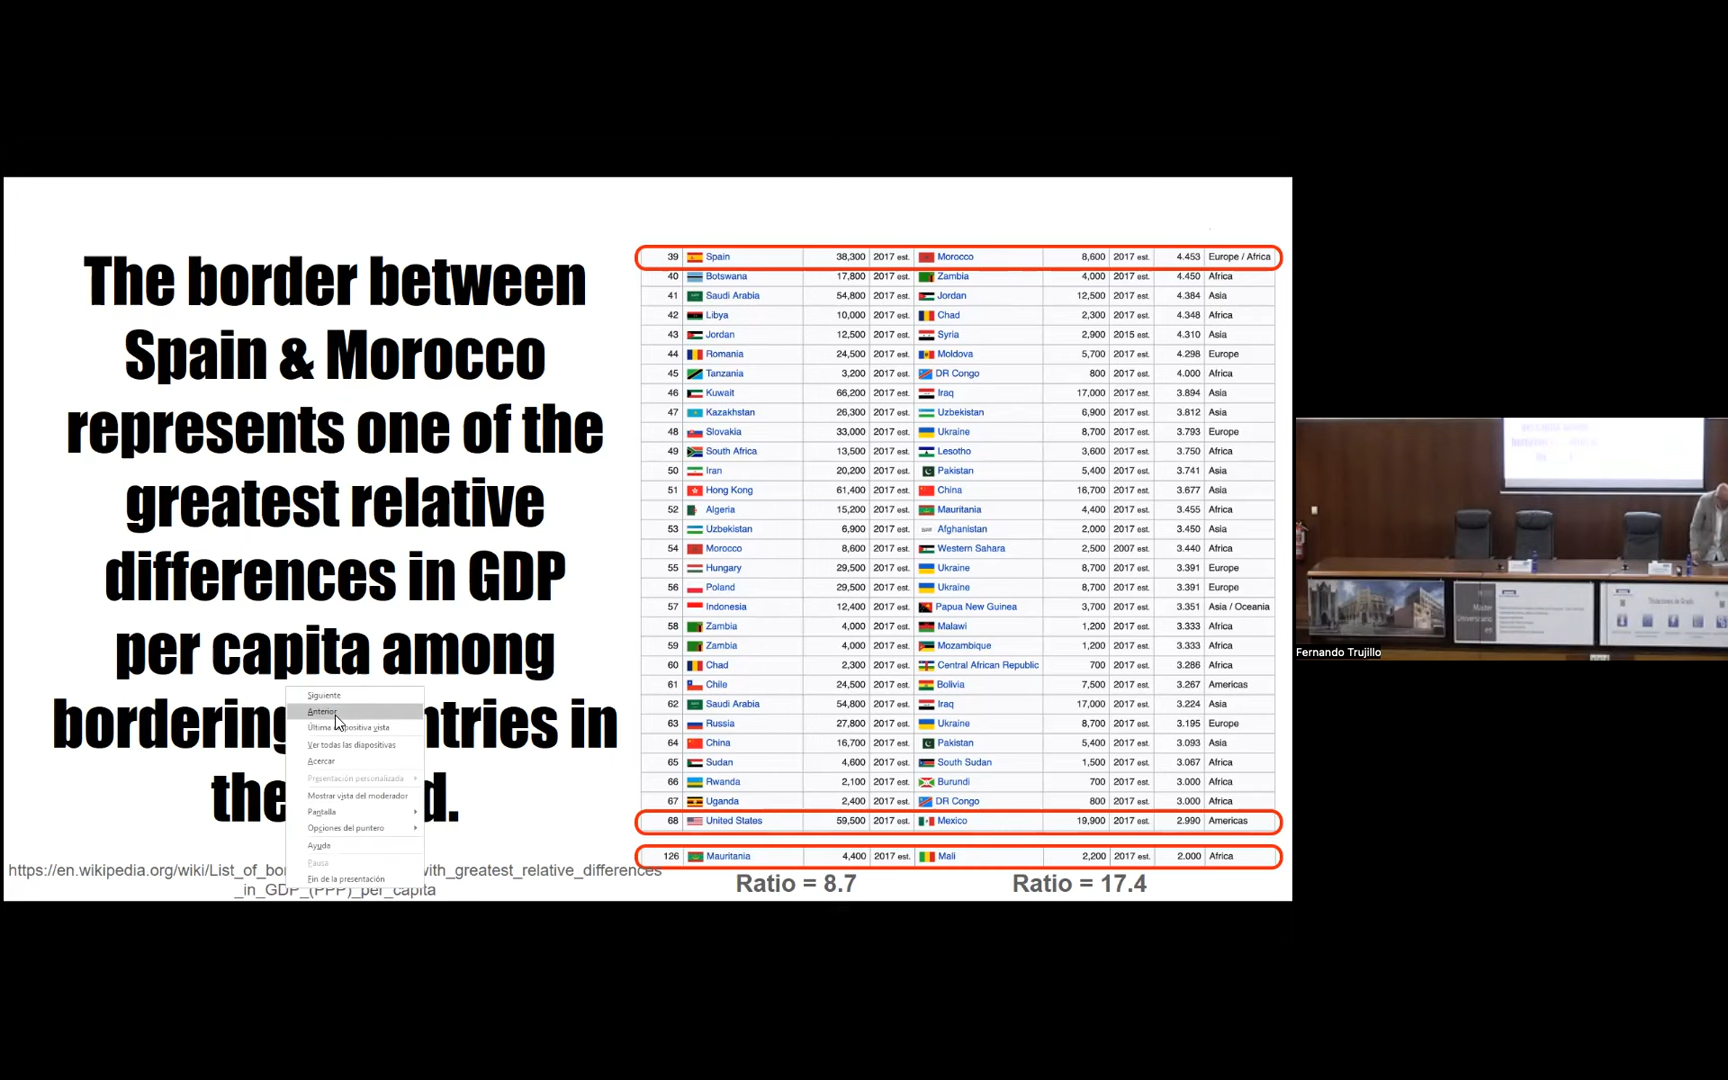 The border between
Spain & Morocco
represents one of the
greatest relative
differences in GDP
per capita among
bordering ntries in
the d.
https://en.wikipedia.org/wiki/List_of_bo with_greatest_relative_differences
_in_GDP_(PPP)_per_capita
Siguiente
Anterior
Última diapositiva vista
Ver todas las diapositivas
Acercar
Presentación personalizada
Mostrar vista del moderador
Pantalla
Opciones del puntero
Ayuda
Pausa
Fin de la presentación
39 Spain 38,300 2017 est. Morocco 8,600 2017 est. 4.453 Europe / Africa
40 Botswana 17,800 2017 est. Zambia 4,000 2017 est. 4.450 Africa
41 Saudi Arabia 54,800 2017 est. Jordan 12,500 2017 est. 4.384 Asia
42 Libya 10,000 2017 est. Chad 2,300 2017 est. 4.348 Africa
43 Jordan 12,500 2017 est. Syria 2,900 2015 est. 4.310 Asia
44 Romania 24,500 2017 est. Moldova 5,700 2017 est. 4.298 Europe
45 Tanzania 3,200 2017 est. DR Congo 800 2017 est. 4.000 Africa
46 Kuwait 66,200 2017 est. Iraq 17,000 2017 est. 3.894 Asia
47 Kazakhstan 26,300 2017 est. Uzbekistan 6,900 2017 est. 3.812 Asia
48 Slovakia 33,000 2017 est. Ukraine 8,700 2017 est. 3.793 Europe
49 South Africa 13,500 2017 est. Lesotho 3,600 2017 est. 3.750 Africa
50 Iran 20,200 2017 est. Pakistan 5,400 2017 est. 3.741 Asia
51 Hong Kong 61,400 2017 est. China 16,700 2017 est. 3.677 Asia
52 Algeria 15,200 2017 est. Mauritania 4,400 2017 est. 3.455 Africa
53 Uzbekistan 6,900 2017 est. Afghanistan 2,000 2017 est. 3.450 Asia
54 Morocco 8,600 2017 est. Western Sahara 2,500 2007 est. 3.440 Africa
55 Hungary 29,500 2017 est. Ukraine 8,700 2017 est. 3.391 Europe
56 Poland 29,500 2017 est. Ukraine 8,700 2017 est. 3.391 Europe
57 Indonesia 12,400 2017 est. Papua New Guinea 3,700 2017 est. 3.351 Asia / Oceania
58 Zambia 4,000 2017 est. Malawi 1,200 2017 est. 3.333 Africa
59 Zambia 4,000 2017 est. Mozambique 1,200 2017 est. 3.333 Africa
60 Chad 2,300 2017 est. Central African Republic 700 2017 est. 3.286 Africa
61 Chile 24,500 2017 est. Bolivia 7,500 2017 est. 3.267 Americas
62 Saudi Arabia 54,800 2017 est. Iraq 17,000 2017 est. 3.224 Asia
63 Russia 27,800 2017 est. Ukraine 8,700 2017 est. 3.195 Europe
64 China 16,700 2017 est. Pakistan 5,400 2017 est. 3.093 Asia
65 Sudan 4,600 2017 est. South Sudan 1,500 2017 est. 3.067 Africa
66 Rwanda 2,100 2017 est. Burundi 700 2017 est. 3.000 Africa
67 Uganda 2,400 2017 est. DR Congo 800 2017 est. 3.000 Africa
68 United States 59,500 2017 est. Mexico 19,900 2017 est. 2.990 Americas
126 Mauritania 4,400 2017 est. Mali 2,200 2017 est. 2.000 Africa
Ratio = 8.7 Ratio = 17.4
Fernando Trujillo